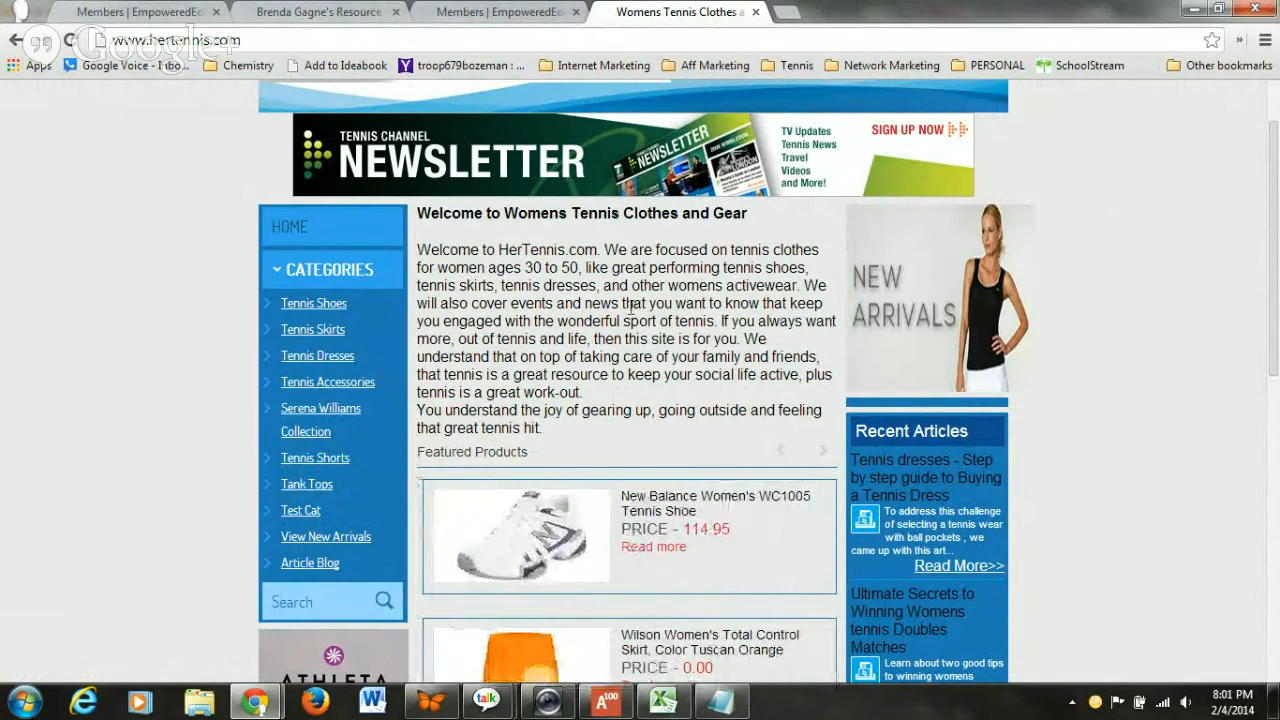 Members | EmpoweredEc
Brenda Gagne's Resource
Members | EmpoweredEc
Womens Tennis Clothes a
Google+
www.hertennis.com
Apps
Google Voice - Inbo...
Chemistry
Add to Ideabook
troop679bozeman : ...
Internet Marketing
Aff Marketing
Tennis
Network Marketing
PERSONAL
SchoolStream
Other bookmarks
TENNIS CHANNEL
NEWSLETTER
NEWSLETTER
TV Updates
Tennis News
Travel
Videos
and More!
SIGN UP NOW
HOME
CATEGORIES
Tennis Shoes
Tennis Skirts
Tennis Dresses
Tennis Accessories
Serena Williams
Collection
Tennis Shorts
Tank Tops
Test Cat
View New Arrivals
Article Blog
Search
ATHLETA
Welcome to Womens Tennis Clothes and Gear
Welcome to HerTennis.com. We are focused on tennis clothes
for women ages 30 to 50, like great performing tennis shoes,
tennis skirts, tennis dresses, and other womens activewear. We
will also cover events and news that you want to know that keep
you engaged with the wonderful sport of tennis. If you always want
more, out of tennis and life, then this site is for you. We
understand that on top of taking care of your family and friends,
that tennis is a great resource to keep your social life active, plus
tennis is a great work-out.
You understand the joy of gearing up, going outside and feeling
that great tennis hit.
Featured Products
New Balance Women's WC1005
Tennis Shoe
PRICE - 114.95
Read more
Wilson Women's Total Control
Skirt, Color Tuscan Orange
PRICE - 0.00
NEW
ARRIVALS
Recent Articles
Tennis dresses - Step
by step guide to Buying
a Tennis Dress
To address this challenge
of selecting a tennis wear
with ball pockets , we
came up with this art...
Read More>>
Ultimate Secrets to
Winning Womens
tennis Doubles
Matches
Learn about two good tips
to winning womens
talk
A100
8:01 PM
2/4/2014